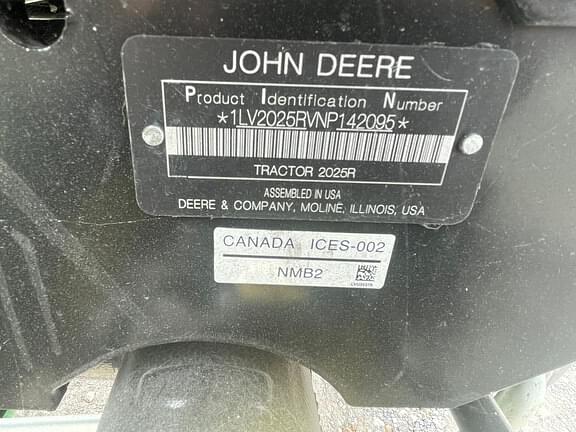 JOHN DEERE
Product Identification Number
*1LV2025RVNP142095*
TRACTOR 2025R
ASSEMBLED IN USA
DEERE & COMPANY, MOLINE, ILLINOIS, USA
CANADA ICES-002
NMB2